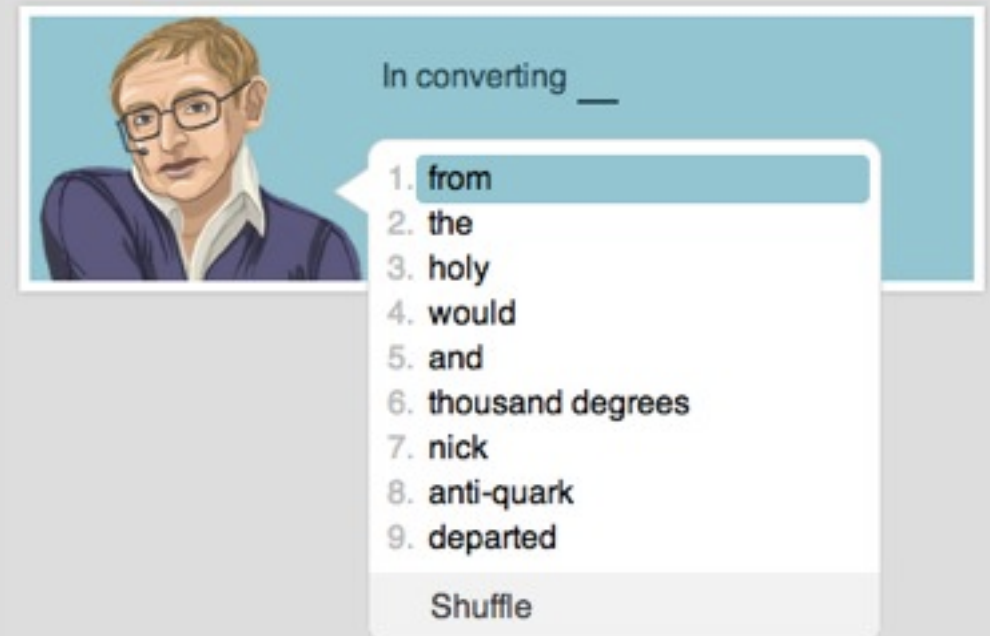 In converting __
1. from
2. the
3. holy
4. would
5. and
6. thousand degrees
7. nick
8. anti-quark
9. departed
Shuffle